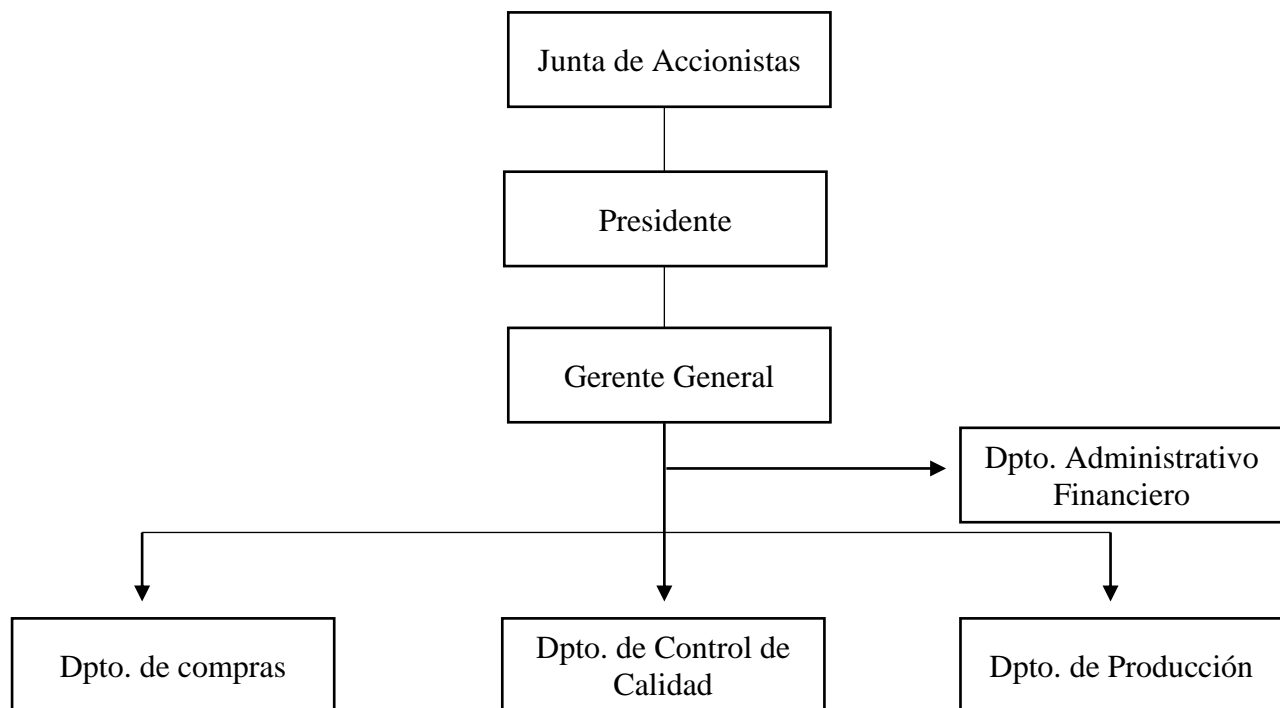 Junta de Accionistas
Presidente
Gerente General
Dpto. Administrativo
Financiero
Dpto. de compras
Dpto. de Control de
Calidad
Dpto. de Producción